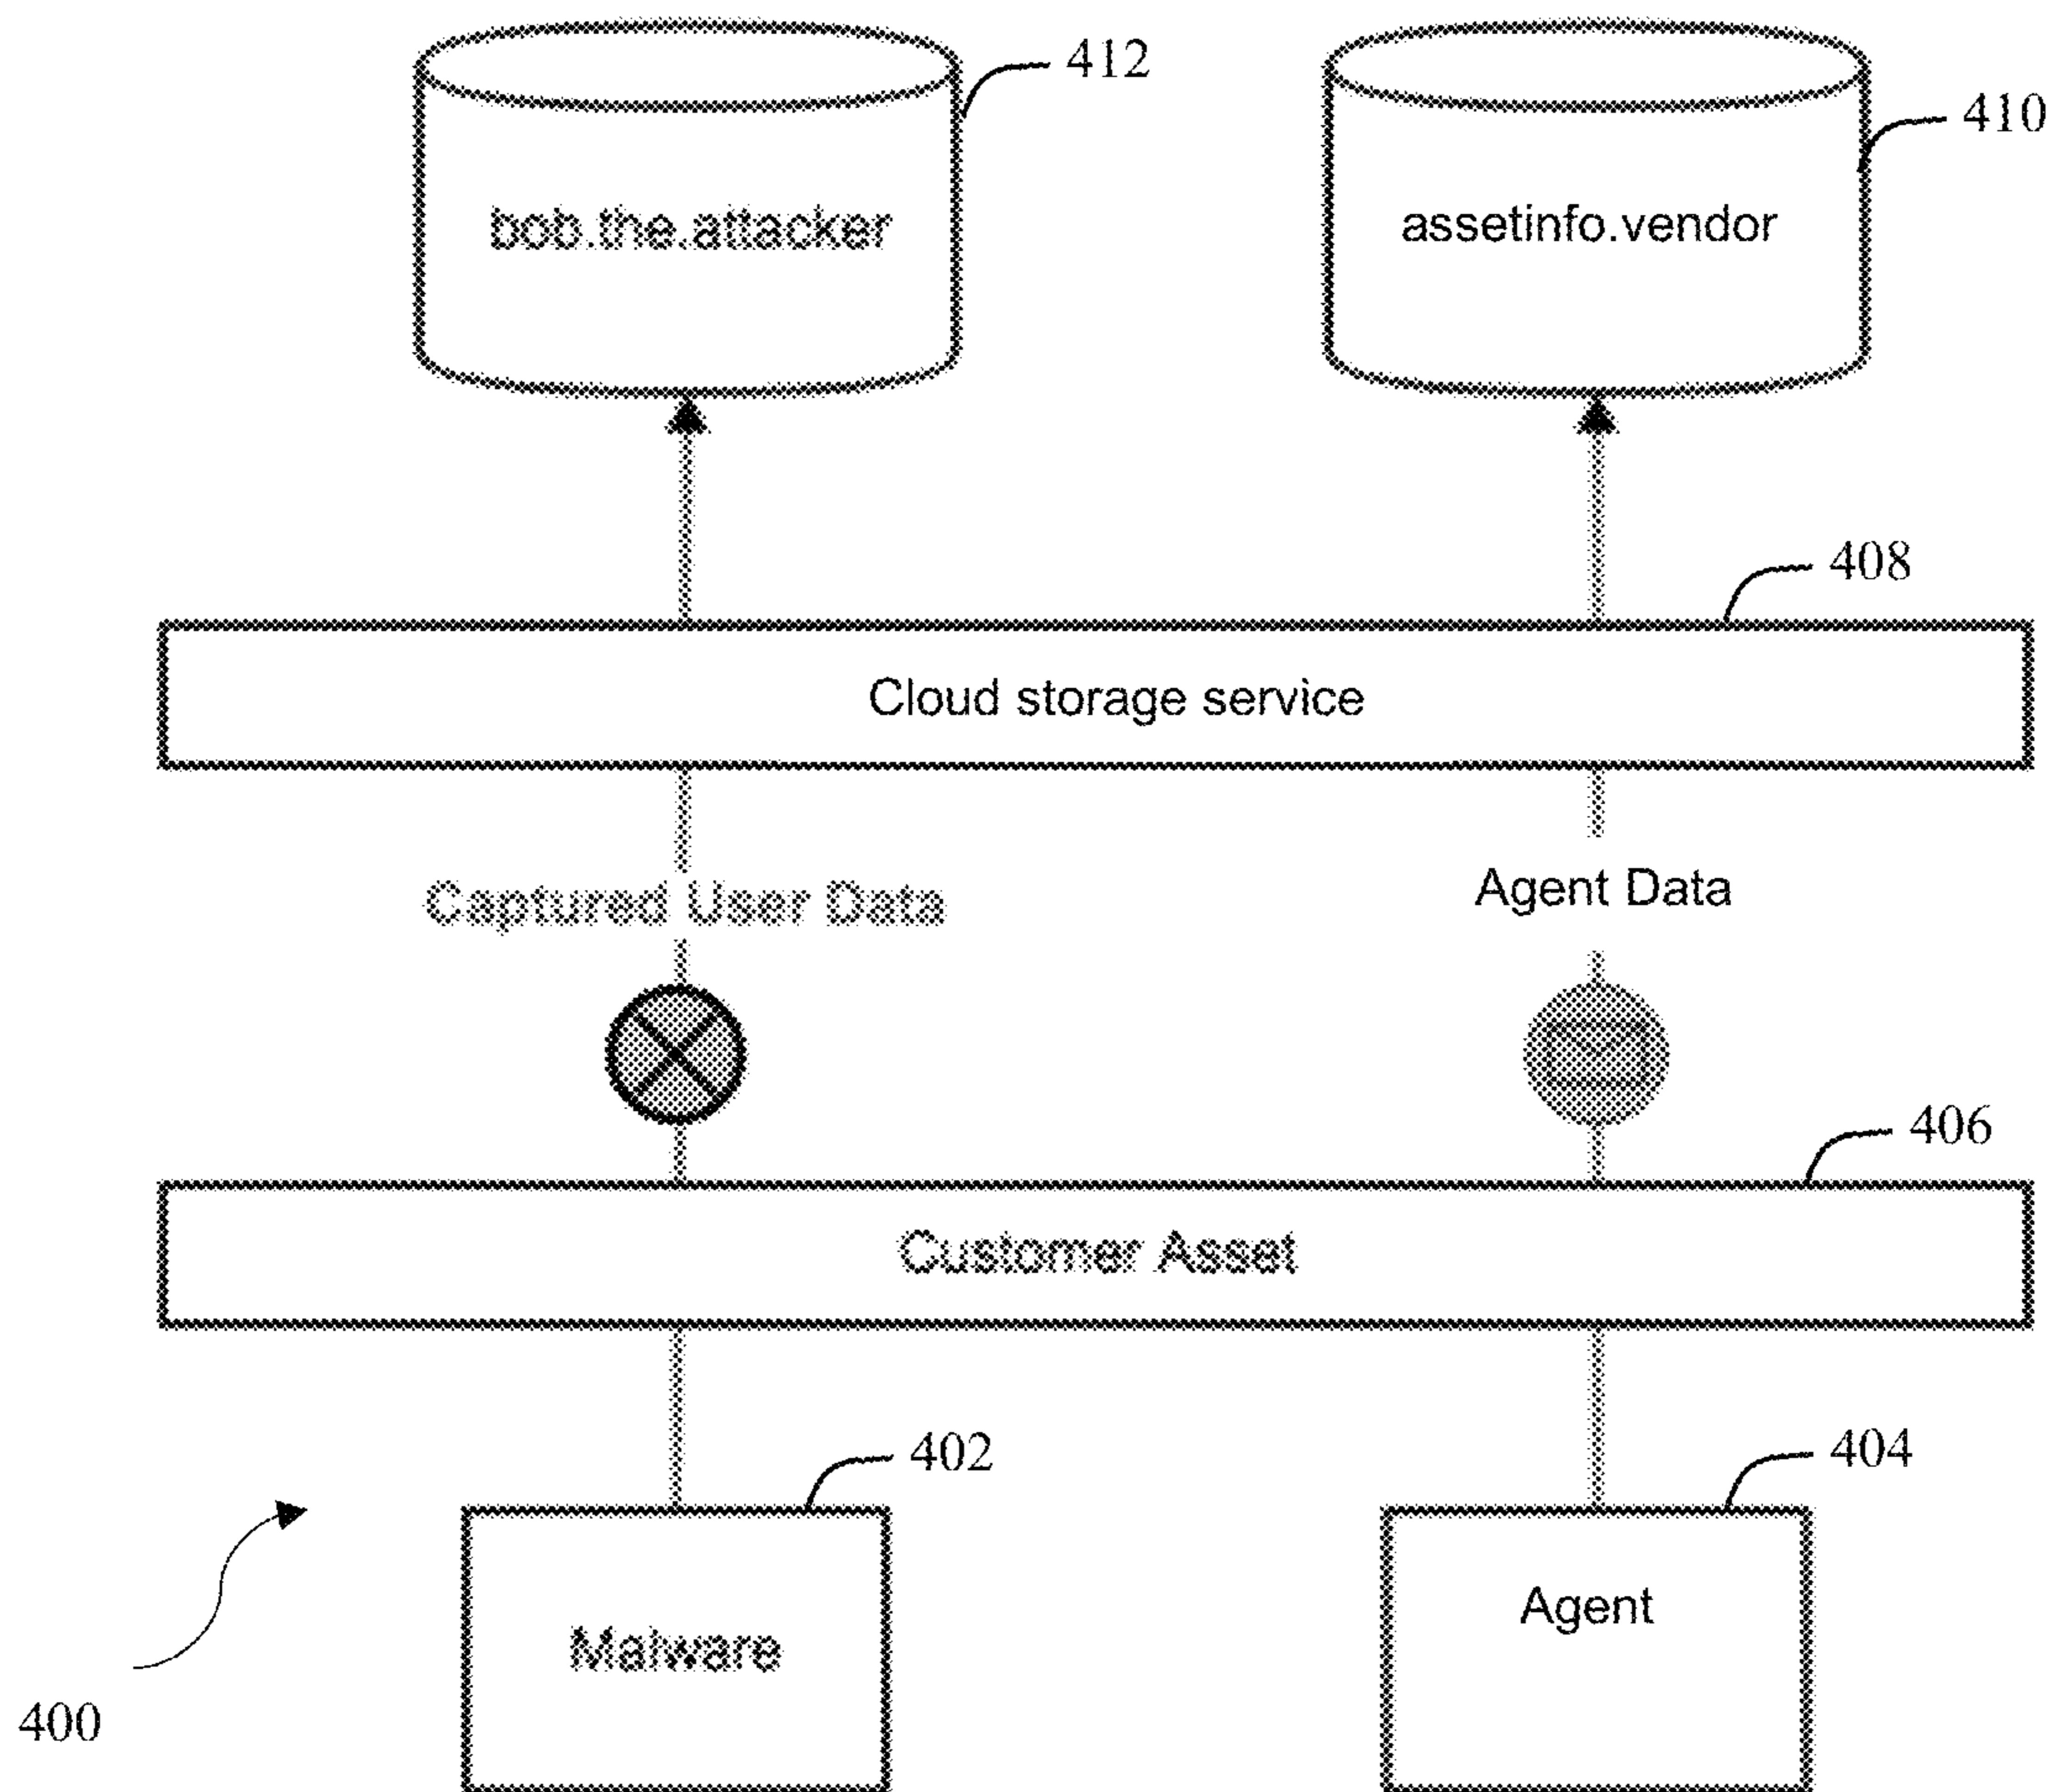 412
410
bob.the.attacker
assetinfo.vendor
408
Cloud storage service
Captured User Data
Agent Data
406
Customer Asset
402
404
Malware
Agent
400